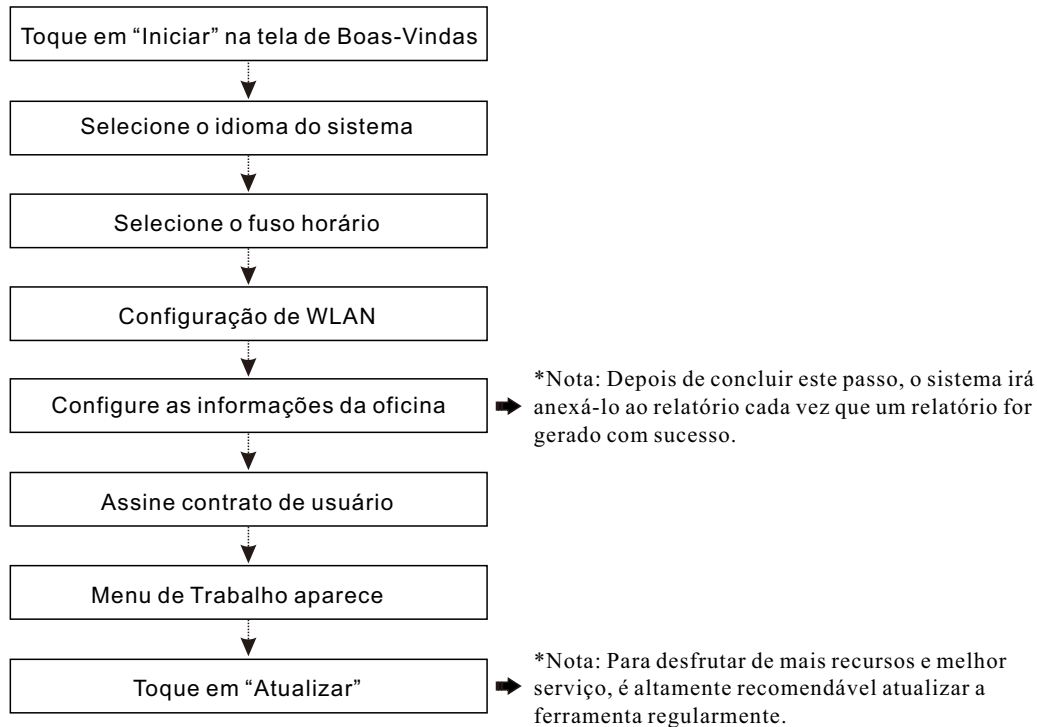 Toque em “Iniciar” na tela de Boas-Vindas
Selecione o idioma do sistema
Selecione o fuso horário
Configuração de WLAN
Configure as informações da oficina
*Nota: Depois de concluir este passo, o sistema irá
anexá-lo ao relatório cada vez que um relatório for
gerado com sucesso.
Assine contrato de usuário
Menu de Trabalho aparece
Toque em “Atualizar”
*Nota: Para desfrutar de mais recursos e melhor
serviço, é altamente recomendável atualizar a
ferramenta regularmente.